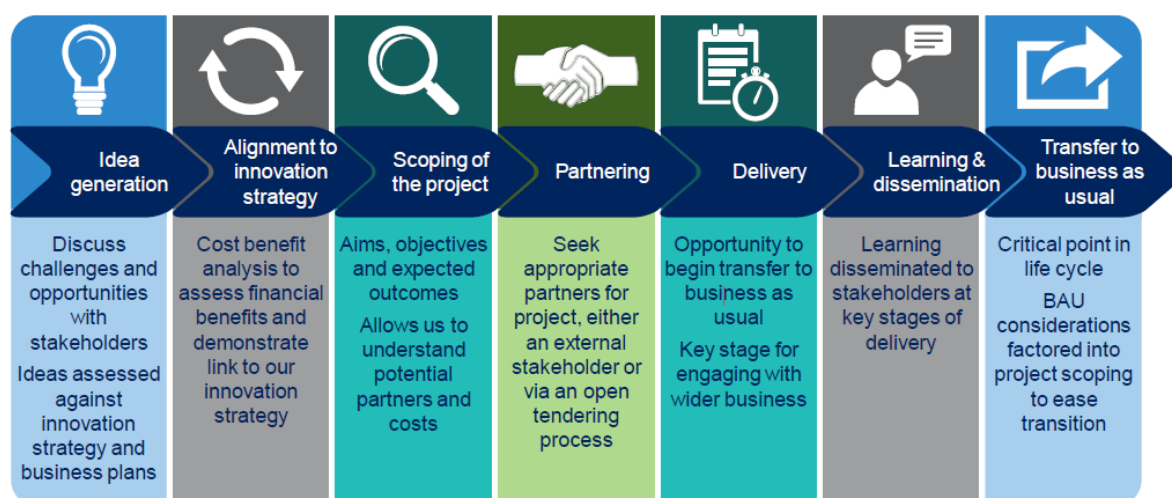 Idea
generation
Alignment to
innovation
strategy
Scoping of
the project
Partnering
Delivery
Learning &
dissemination
Transfer to
business as
usual
Discuss
challenges and
opportunities
with
stakeholders
Ideas assessed
against
innovation
strategy and
business plans
Cost benefit
analysis to
assess financial
benefits and
demonstrate
link to our
innovation
strategy
Aims, objectives
and expected
outcomes
Allows us to
understand
potential
partners and
costs
Seek
appropriate
partners for
project, either
an external
stakeholder or
via an open
tendering
process
Opportunity to
begin transfer to
business as
usual
Key stage for
engaging with
wider business
Learning
disseminated to
stakeholders at
key stages of
delivery
Critical point in
life cycle
BAU
considerations
factored into
project scoping
to ease
transition